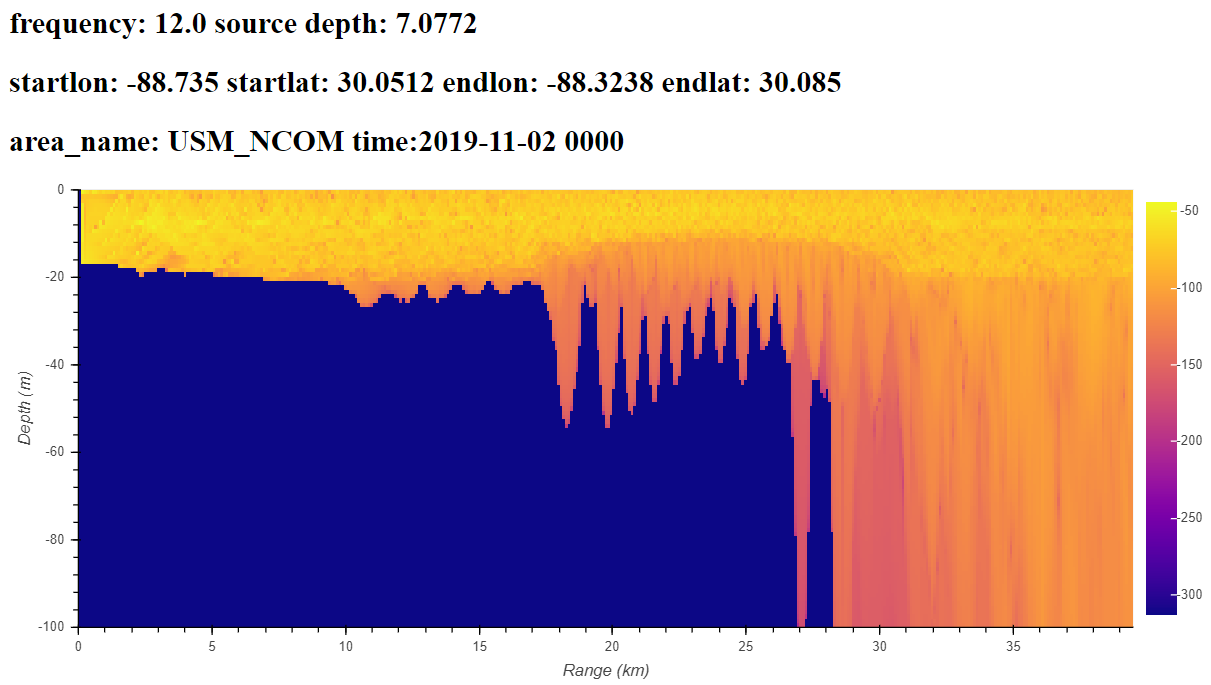 frequency: 12.0 source depth: 7.0772
startlon: -88.735 startlat: 30.0512 endlon: -88.3238 endlat: 30.085
area_name: USM_NCOM time:2019-11-02 0000
0
-20
-40
-60
-80
-100
Depth (m)
0 5 10 15 20 25 30 35
Range (km)
-50
-100
-150
-200
-250
-300